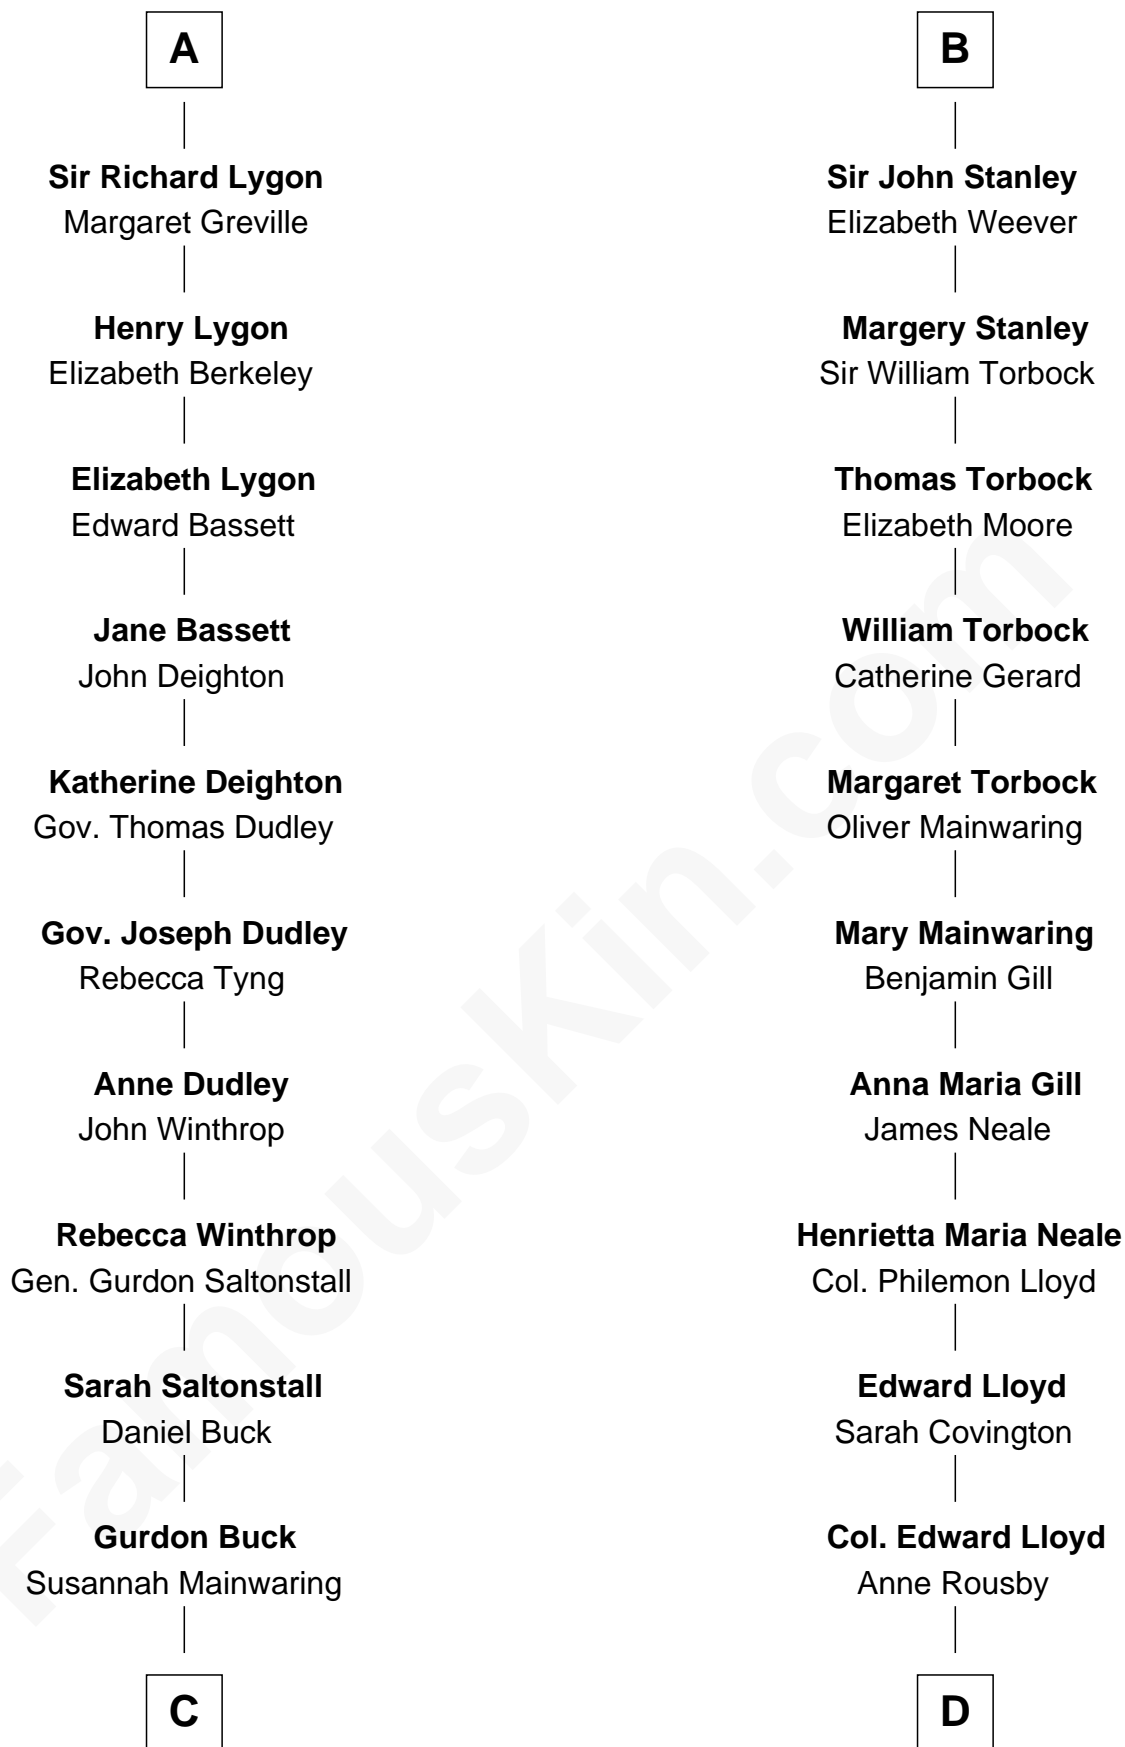 A
Sir Richard Lygon
Margaret Greville
Henry Lygon
Elizabeth Berkeley
Elizabeth Lygon
Edward Bassett
Jane Bassett
John Deighton
Katherine Deighton
Gov. Thomas Dudley
Gov. Joseph Dudley
Rebecca Tyng
Anne Dudley
John Winthrop
Rebecca Winthrop
Gen. Gurdon Saltonstall
Sarah Saltonstall
Daniel Buck
Gurdon Buck
Susannah Mainwaring
C
B
Sir John Stanley
Elizabeth Weever
Margery Stanley
Sir William Torbock
Thomas Torbock
Elizabeth Moore
William Torbock
Catherine Gerard
Margaret Torbock
Oliver Mainwaring
Mary Mainwaring
Benjamin Gill
Anna Maria Gill
James Neale
Henrietta Maria Neale
Col. Philemon Lloyd
Edward Lloyd
Sarah Covington
Col. Edward Lloyd
Anne Rousby
D
FamousKin.com